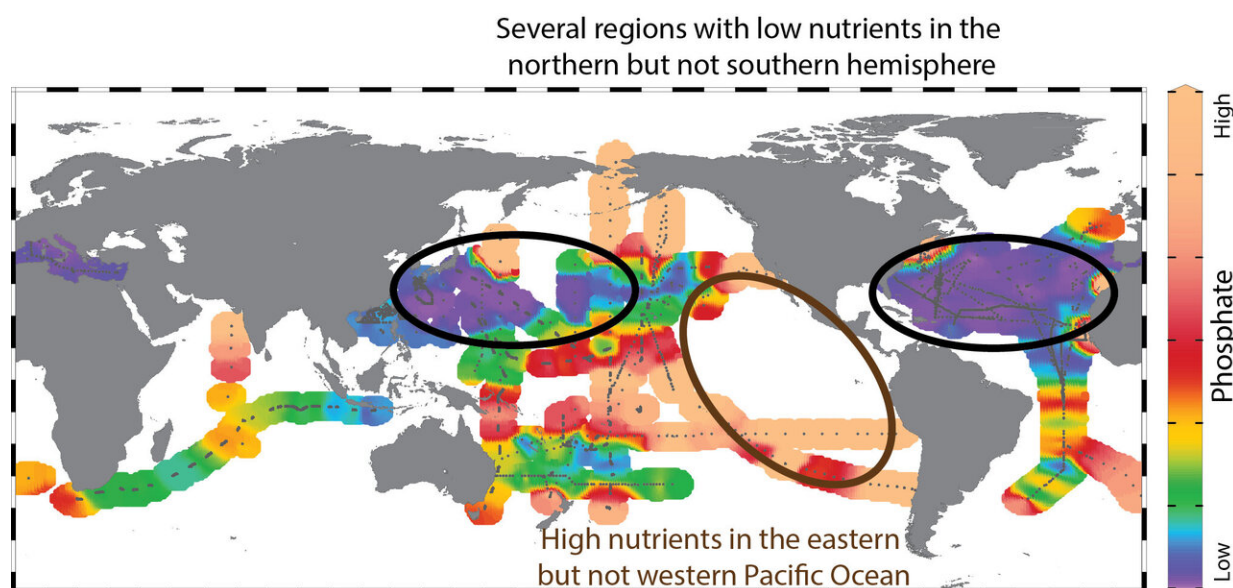 Several regions with low nutrients in the
northern but not southern hemisphere
High
Phosphate
Low
High nutrients in the eastern
but not western Pacific Ocean